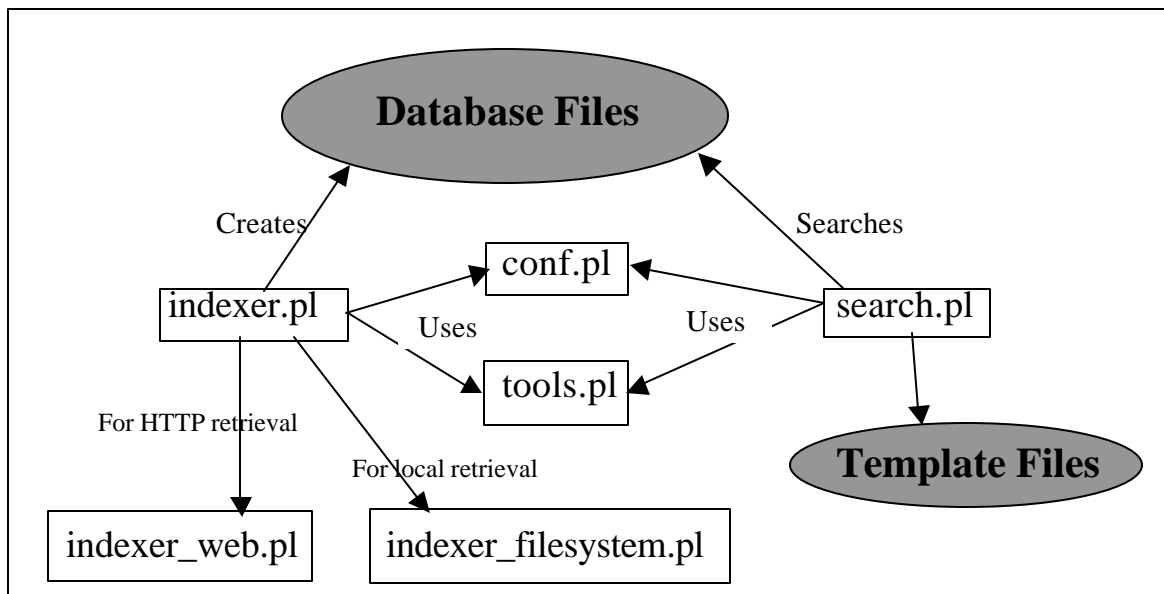 Database Files
Creates
Searches
conf.pl
indexer.pl
search.pl
Uses
Uses
tools.pl
For HTTP retrieval
For local retrieval
Template Files
indexer_web.pl
indexer_filesystem.pl